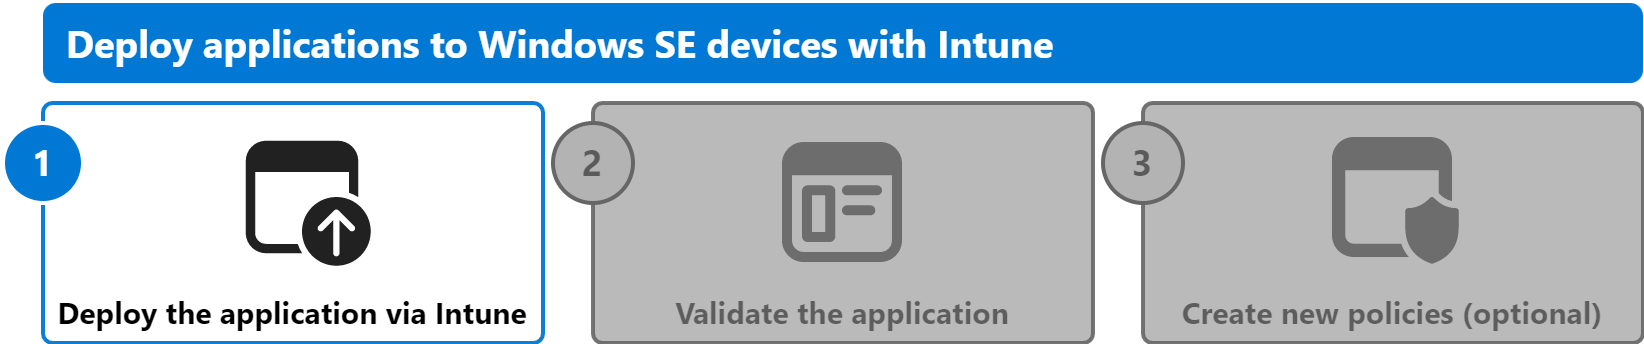 Deploy applications to Windows SE devices with Intune
1
Deploy the application via Intune
2
Validate the application
3
Create new policies (optional)